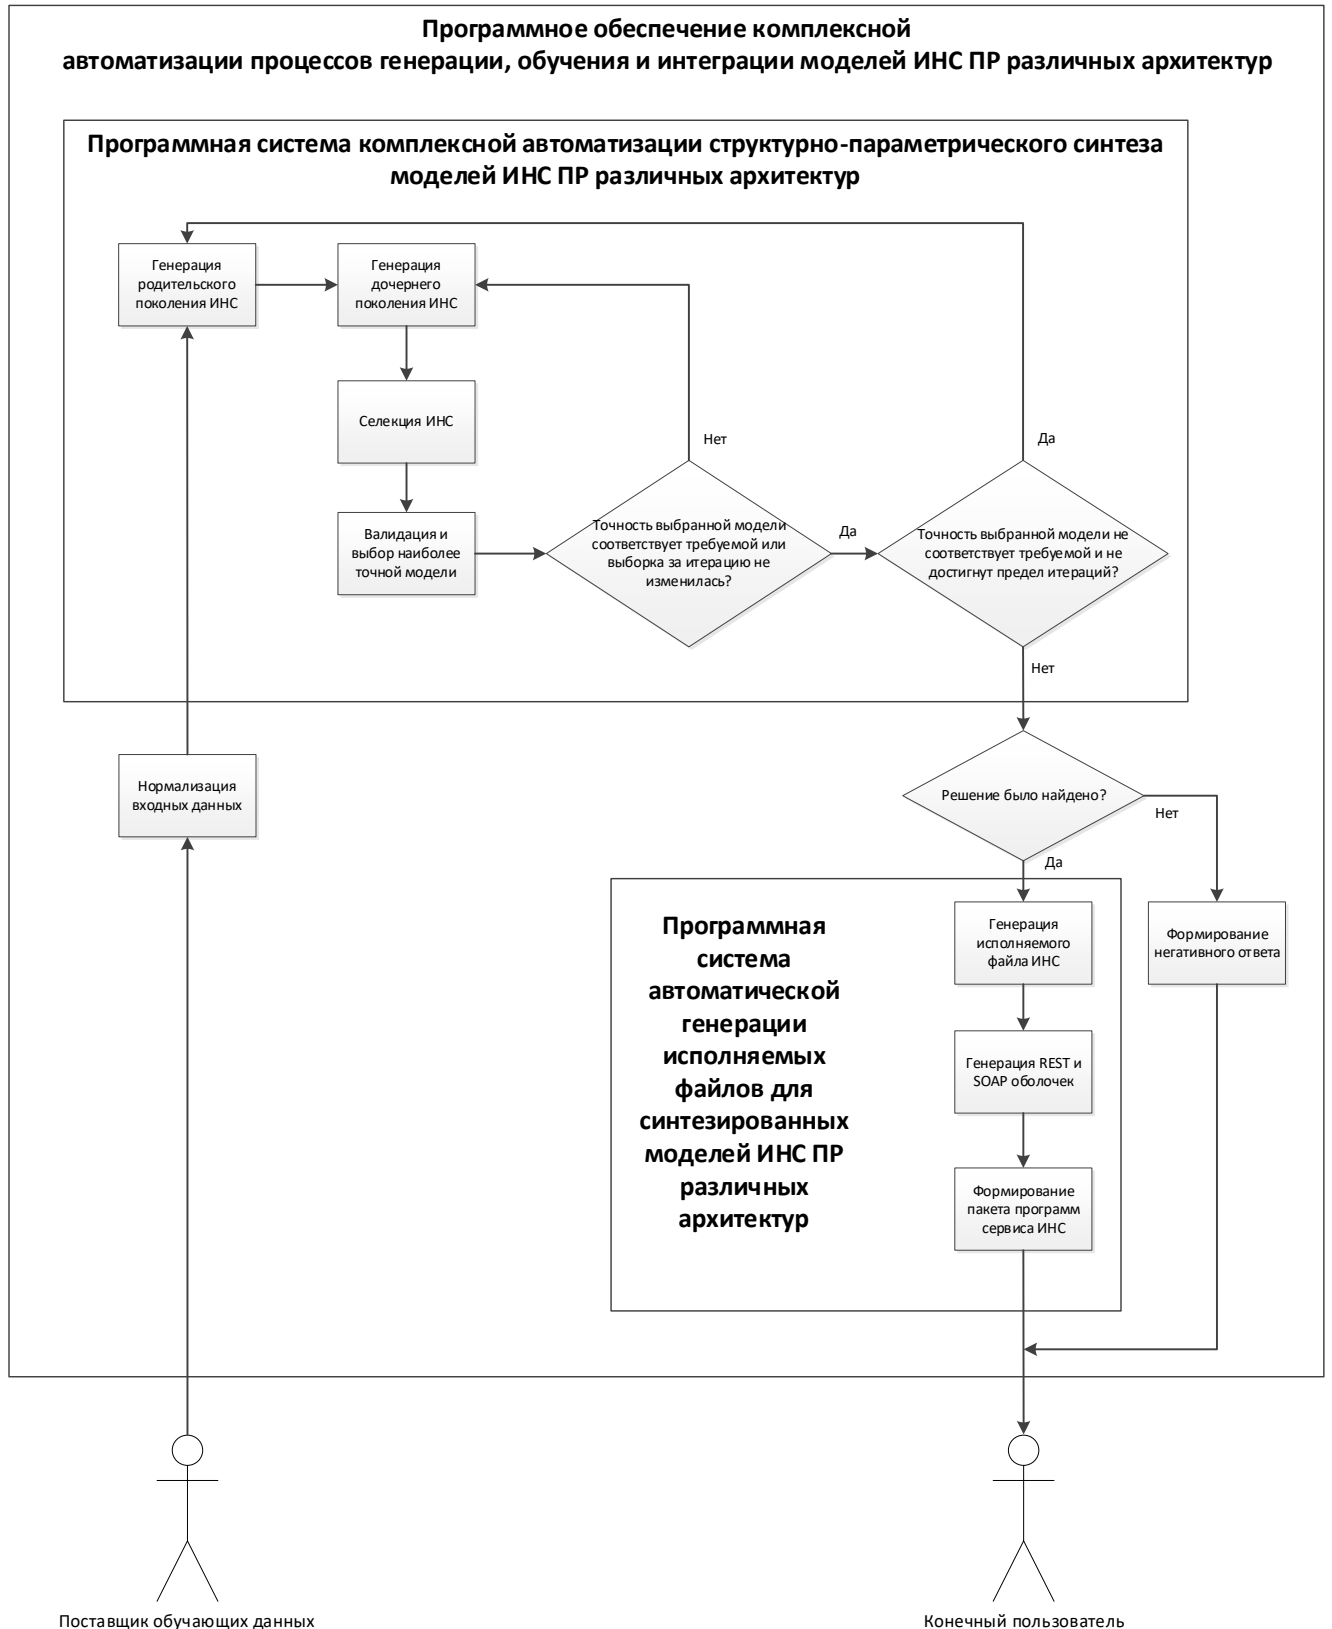 Программное обеспечение комплексной
автоматизации процессов генерации, обучения и интеграции моделей ИНС ПР различных архитектур
Программная система комплексной автоматизации структурно-параметрического синтеза
моделей ИНС ПР различных архитектур
Генерация
родительского
поколения ИНС
Генерация
дочернего
поколения ИНС
Селекция ИНС
Нет
Да
Валидация и
выбор наиболее
точной модели
Точность выбранной модели
соответствует требуемой или
выборка за итерацию не
изменилась?
Да
Точность выбранной модели не
соответствует требуемой и не
достигнут предел итераций?
Нет
Нормализация
входных данных
Решение было найдено?
Нет
Да
Программная
система
автоматической
генерации
исполняемых
файлов для
синтезированных
моделей ИНС ПР
различных
архитектур
Генерация
исполняемого
файла ИНС
Формирование
негативного ответа
Генерация REST и
SOAP оболочек
Формирование
пакета программ
сервиса ИНС
Поставщик обучающих данных
Конечный пользователь